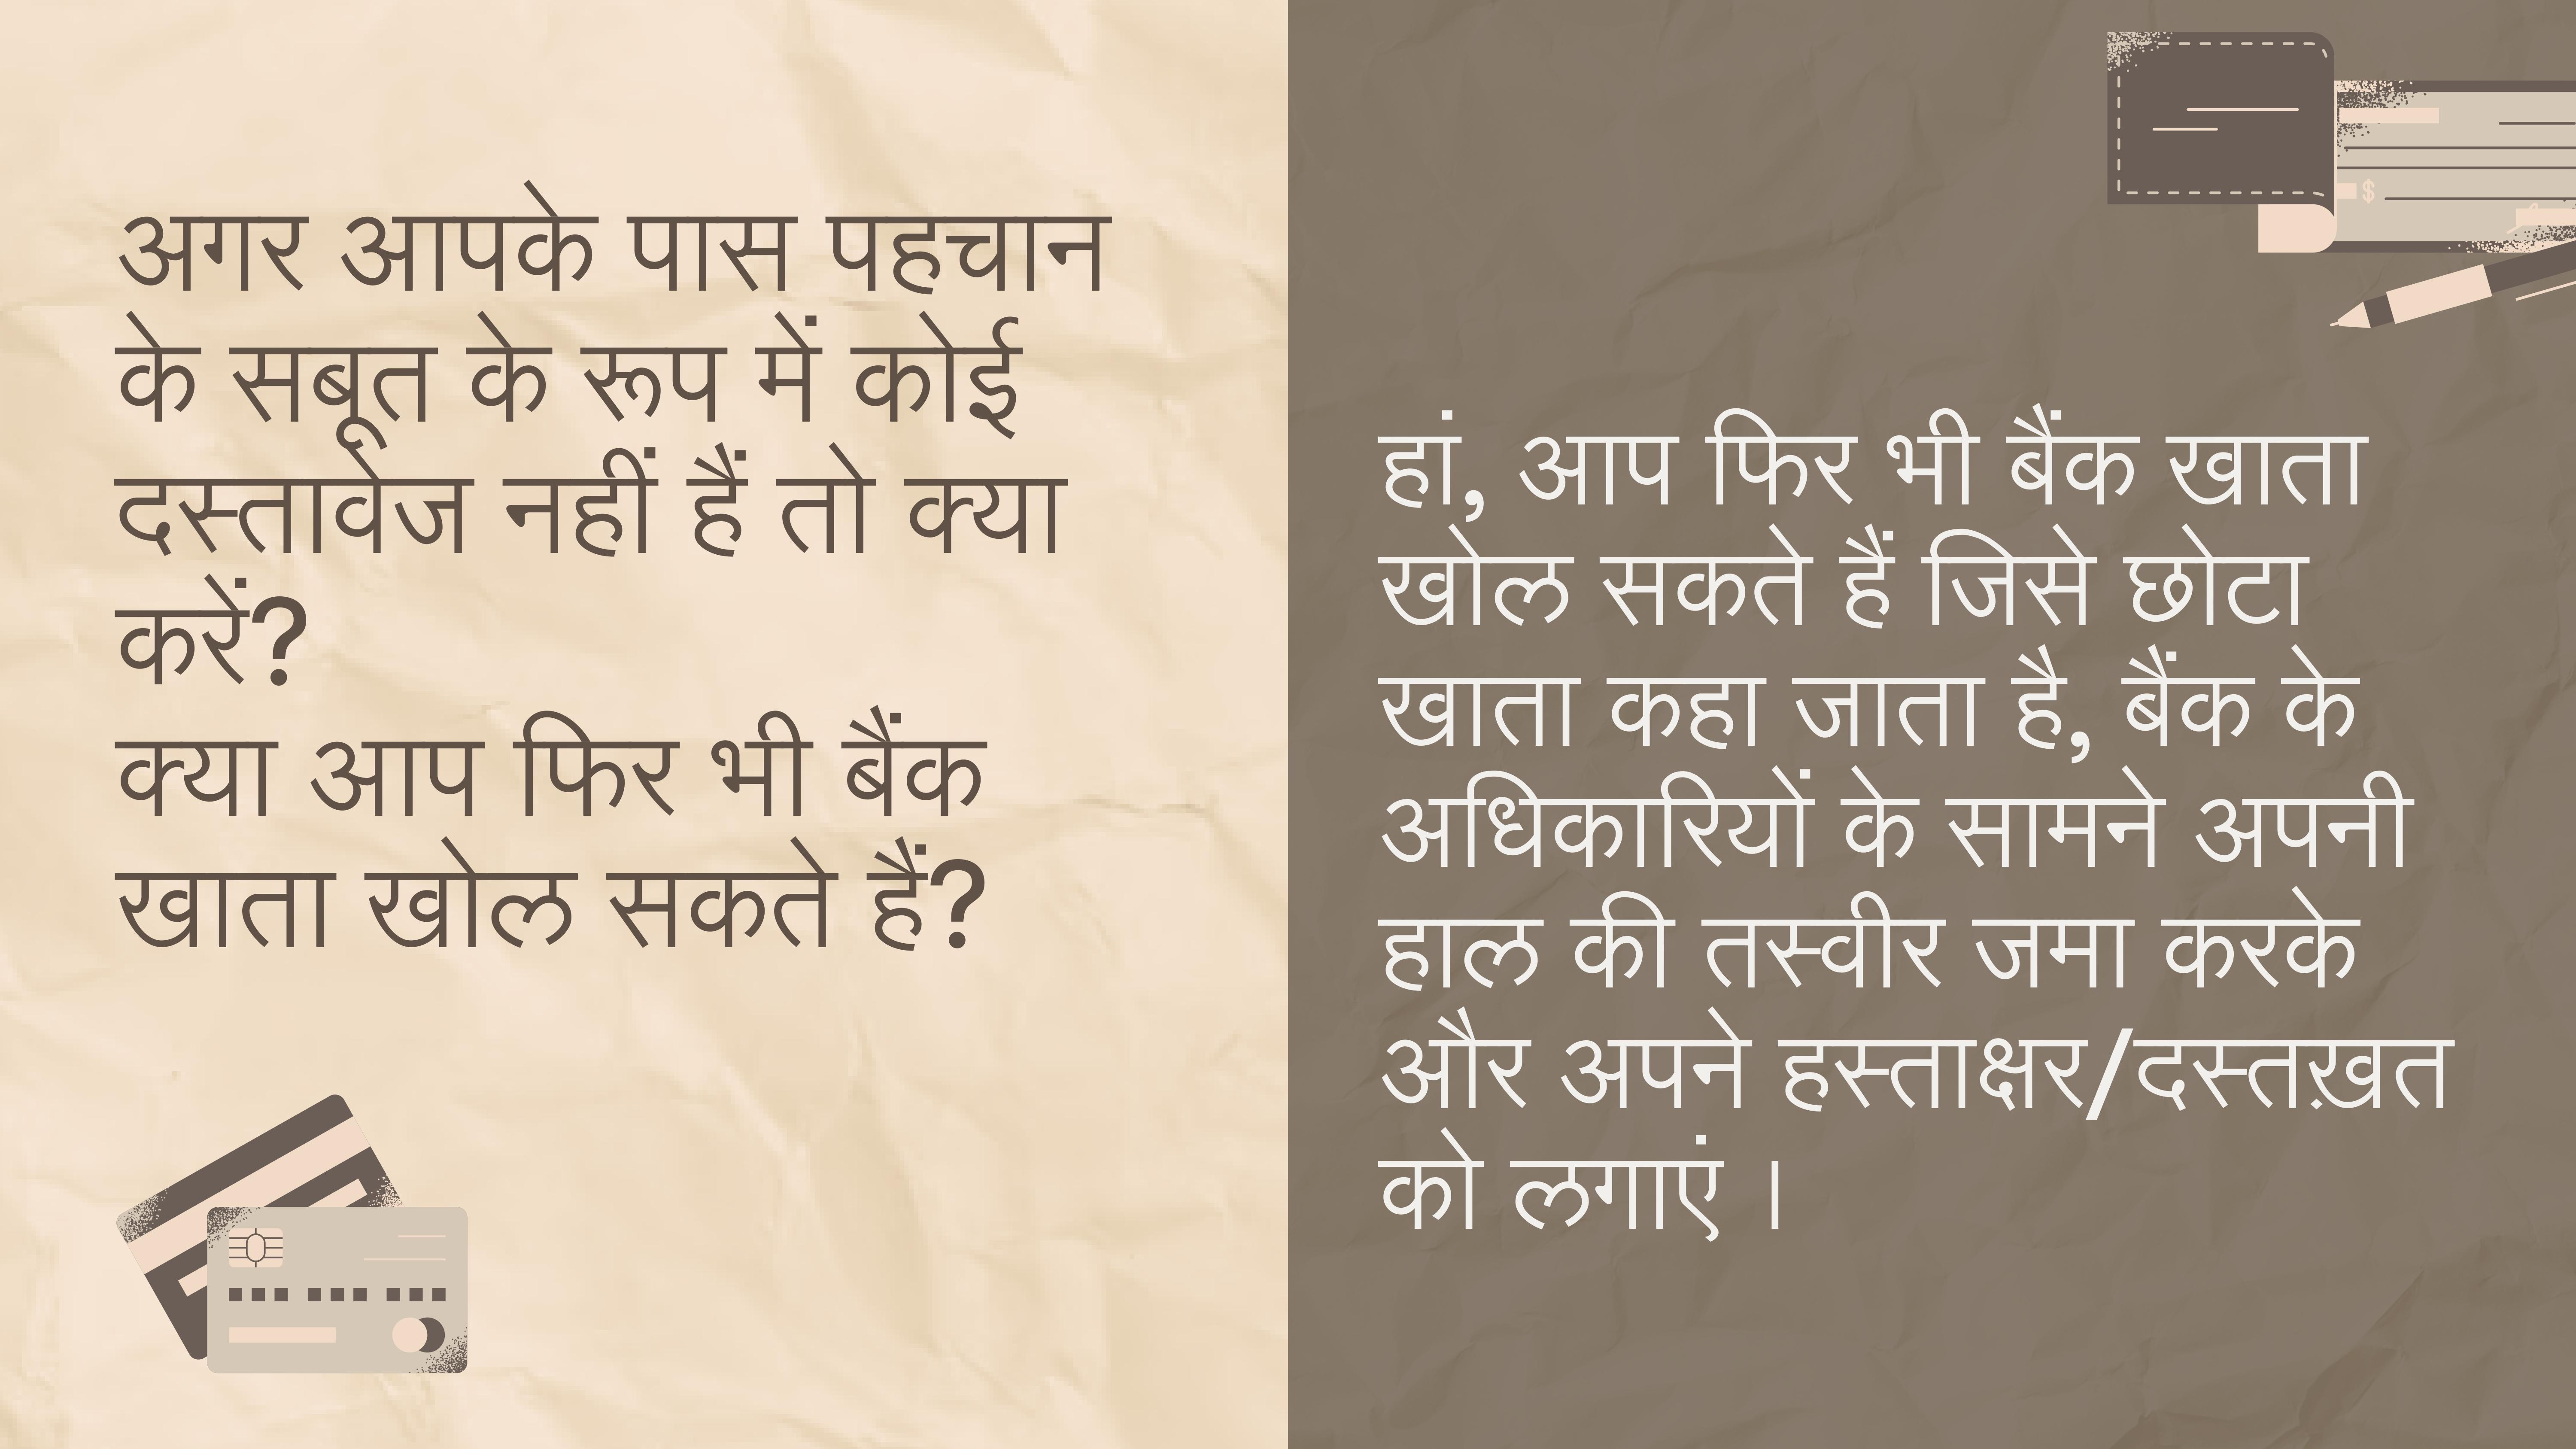 अगर आपके पास पहचान
के सबूत के रूप में कोई
दस्तावेज नहीं हैं तो क्या
करें?
क्या आप फिर भी बैंक
खाता खोल सकते हैं?
हां, आप फिर भी बैंक खाता
खोल सकते हैं जिसे छोटा
खाता कहा जाता है, बैंक के
अधिकारियों के सामने अपनी
हाल की तस्वीर जमा करके
और अपने हस्ताक्षर/दस्तख़त
को लगाएं ।
$